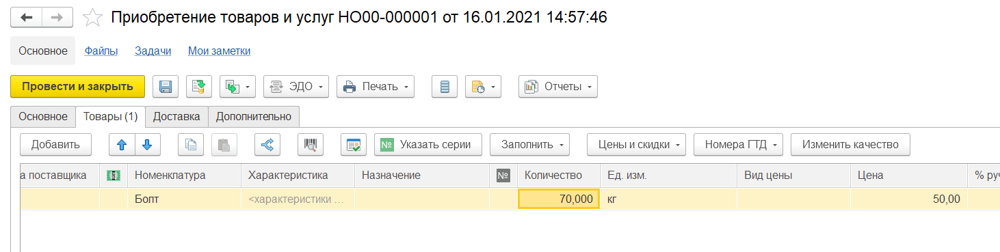 Приобретение товаров и услуг НО00-000001 от 16.01.2021 14:57:46
Основное Файлы Задачи Мои заметки
Провести и закрыть ЭДО Печать Отчеты
Основное Товары (1) Доставка Дополнительно
Добавить № Указать серии Заполнить Цены и скидки Номера ГТД Изменить качество
а поставщика Номенклатура Характеристика Назначение № Количество Ед. изм. Вид цены Цена % руч
Болт <характеристики ... 70,000 кг 50,00